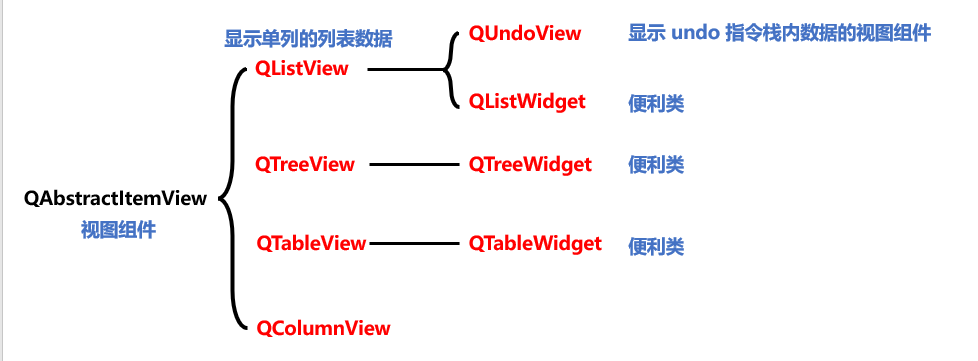 显示单列的列表数据
QListView
QUndoView 显示 undo 指令栈内数据的视图组件
QListWidget 便利类
QTreeView QTreeWidget 便利类
QAbstractItemView
视图组件
QTableView QTableWidget 便利类
QColumnView